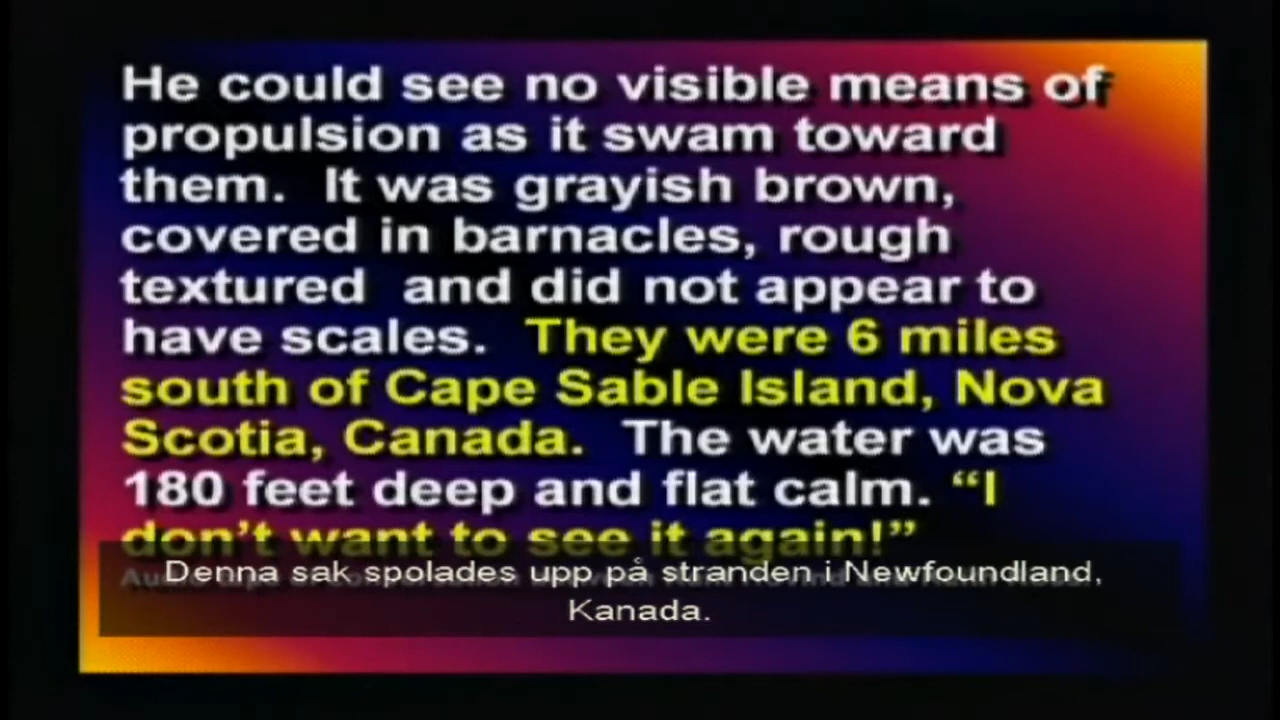 He could see no visible means of
propulsion as it swam toward
them. It was grayish brown,
covered in barnacles, rough
textured and did not appear to
have scales. They were 6 miles
south of Cape Sable Island, Nova
Scotia, Canada. The water was
180 feet deep and flat calm. “I
don’t want to see it again!”
Denna sak spolades upp på stranden i Newfoundland,
Kanada.